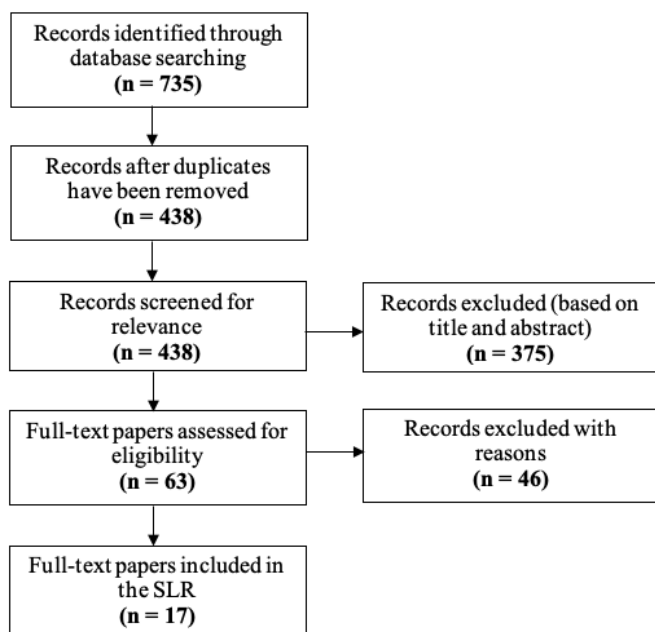 Records identified through
database searching
(n = 735)
Records after duplicates
have been removed
(n = 438)
Records screened for
relevance
(n = 438)
Records excluded (based on
title and abstract)
(n = 375)
Full-text papers assessed for
eligibility
(n = 63)
Records excluded with
reasons
(n = 46)
Full-text papers included in
the SLR
(n = 17)